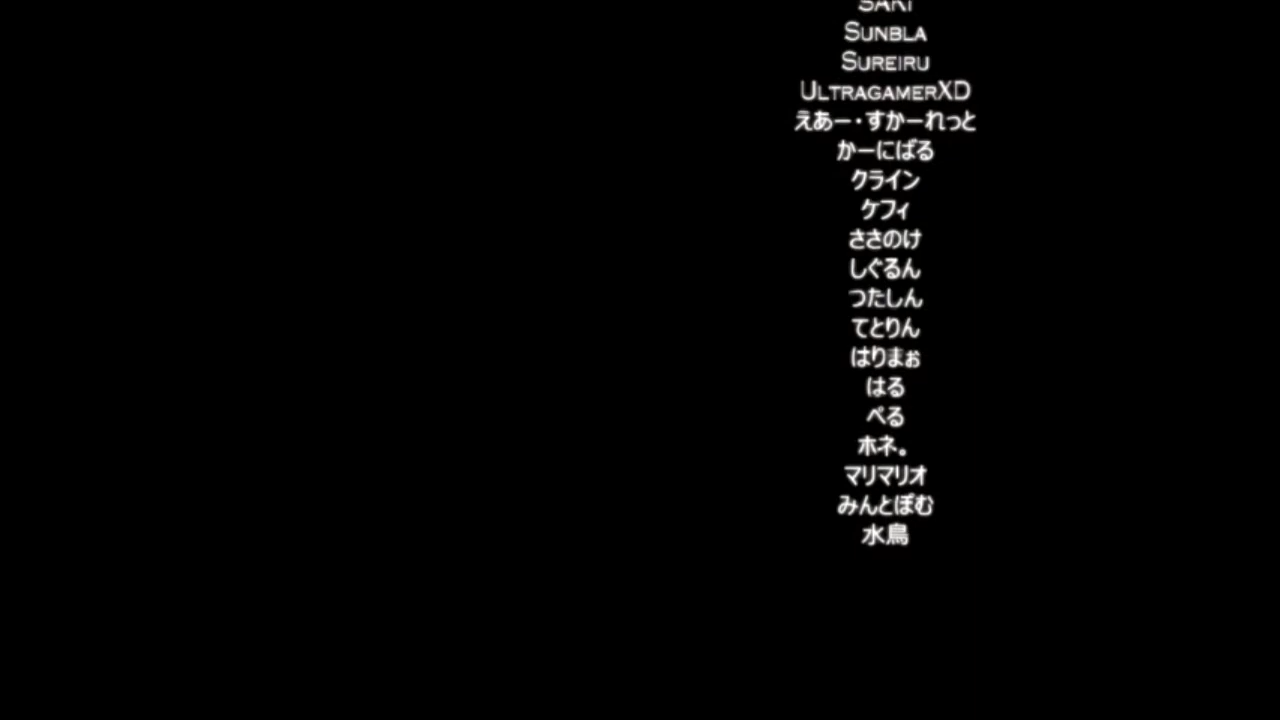 SAKI
SUNBLA
SUREIRU
ULTRAGAMERXD
えあー・すかーれっと
かーにばる
クライン
ケフィ
ささのけ
しぐるん
つたしん
てとりん
はりまぉ
はる
ぺる
ホネ。
マリマリオ
みんとぽむ
水鳥